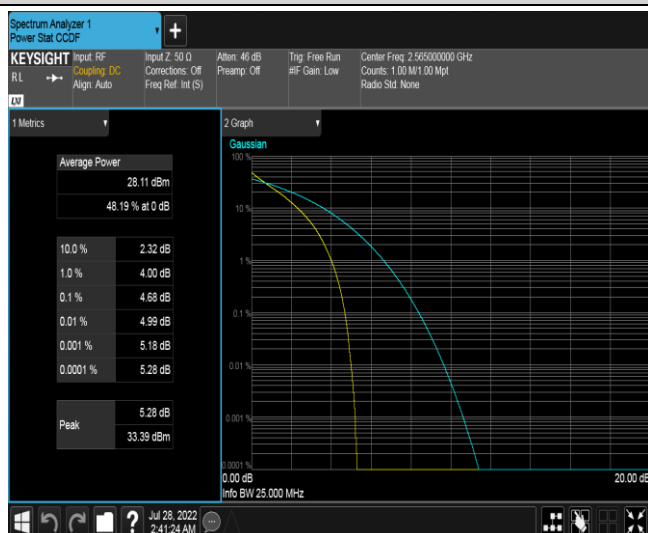 Spectrum Analyzer 1
Power Stat CCDF
+
KEYSIGHT
RL
LXI
Input: RF
Coupling: DC
Align: Auto
Input Z: 50 Ω
Corrections: Off
Freq Ref: Int (S)
Atten: 46 dB
Preamp: Off
Trig: Free Run
#IF Gain: Low
Center Freq: 2.565000000 GHz
Counts: 1.00 M/1.00 Mpt
Radio Std: None
1 Metrics
Average Power
28.11 dBm
48.19 % at 0 dB
10.0 % 2.32 dB
1.0 % 4.00 dB
0.1 % 4.68 dB
0.01 % 4.99 dB
0.001 % 5.18 dB
0.0001 % 5.28 dB
Peak
5.28 dB
33.39 dBm
2 Graph
Gaussian
100 %
10 %
1 %
0.1 %
0.01 %
0.001 %
0.0001 %
0.00 dB 20.00 dB
Info BW 25.000 MHz
?
Jul 28, 2022
2:41:24 AM